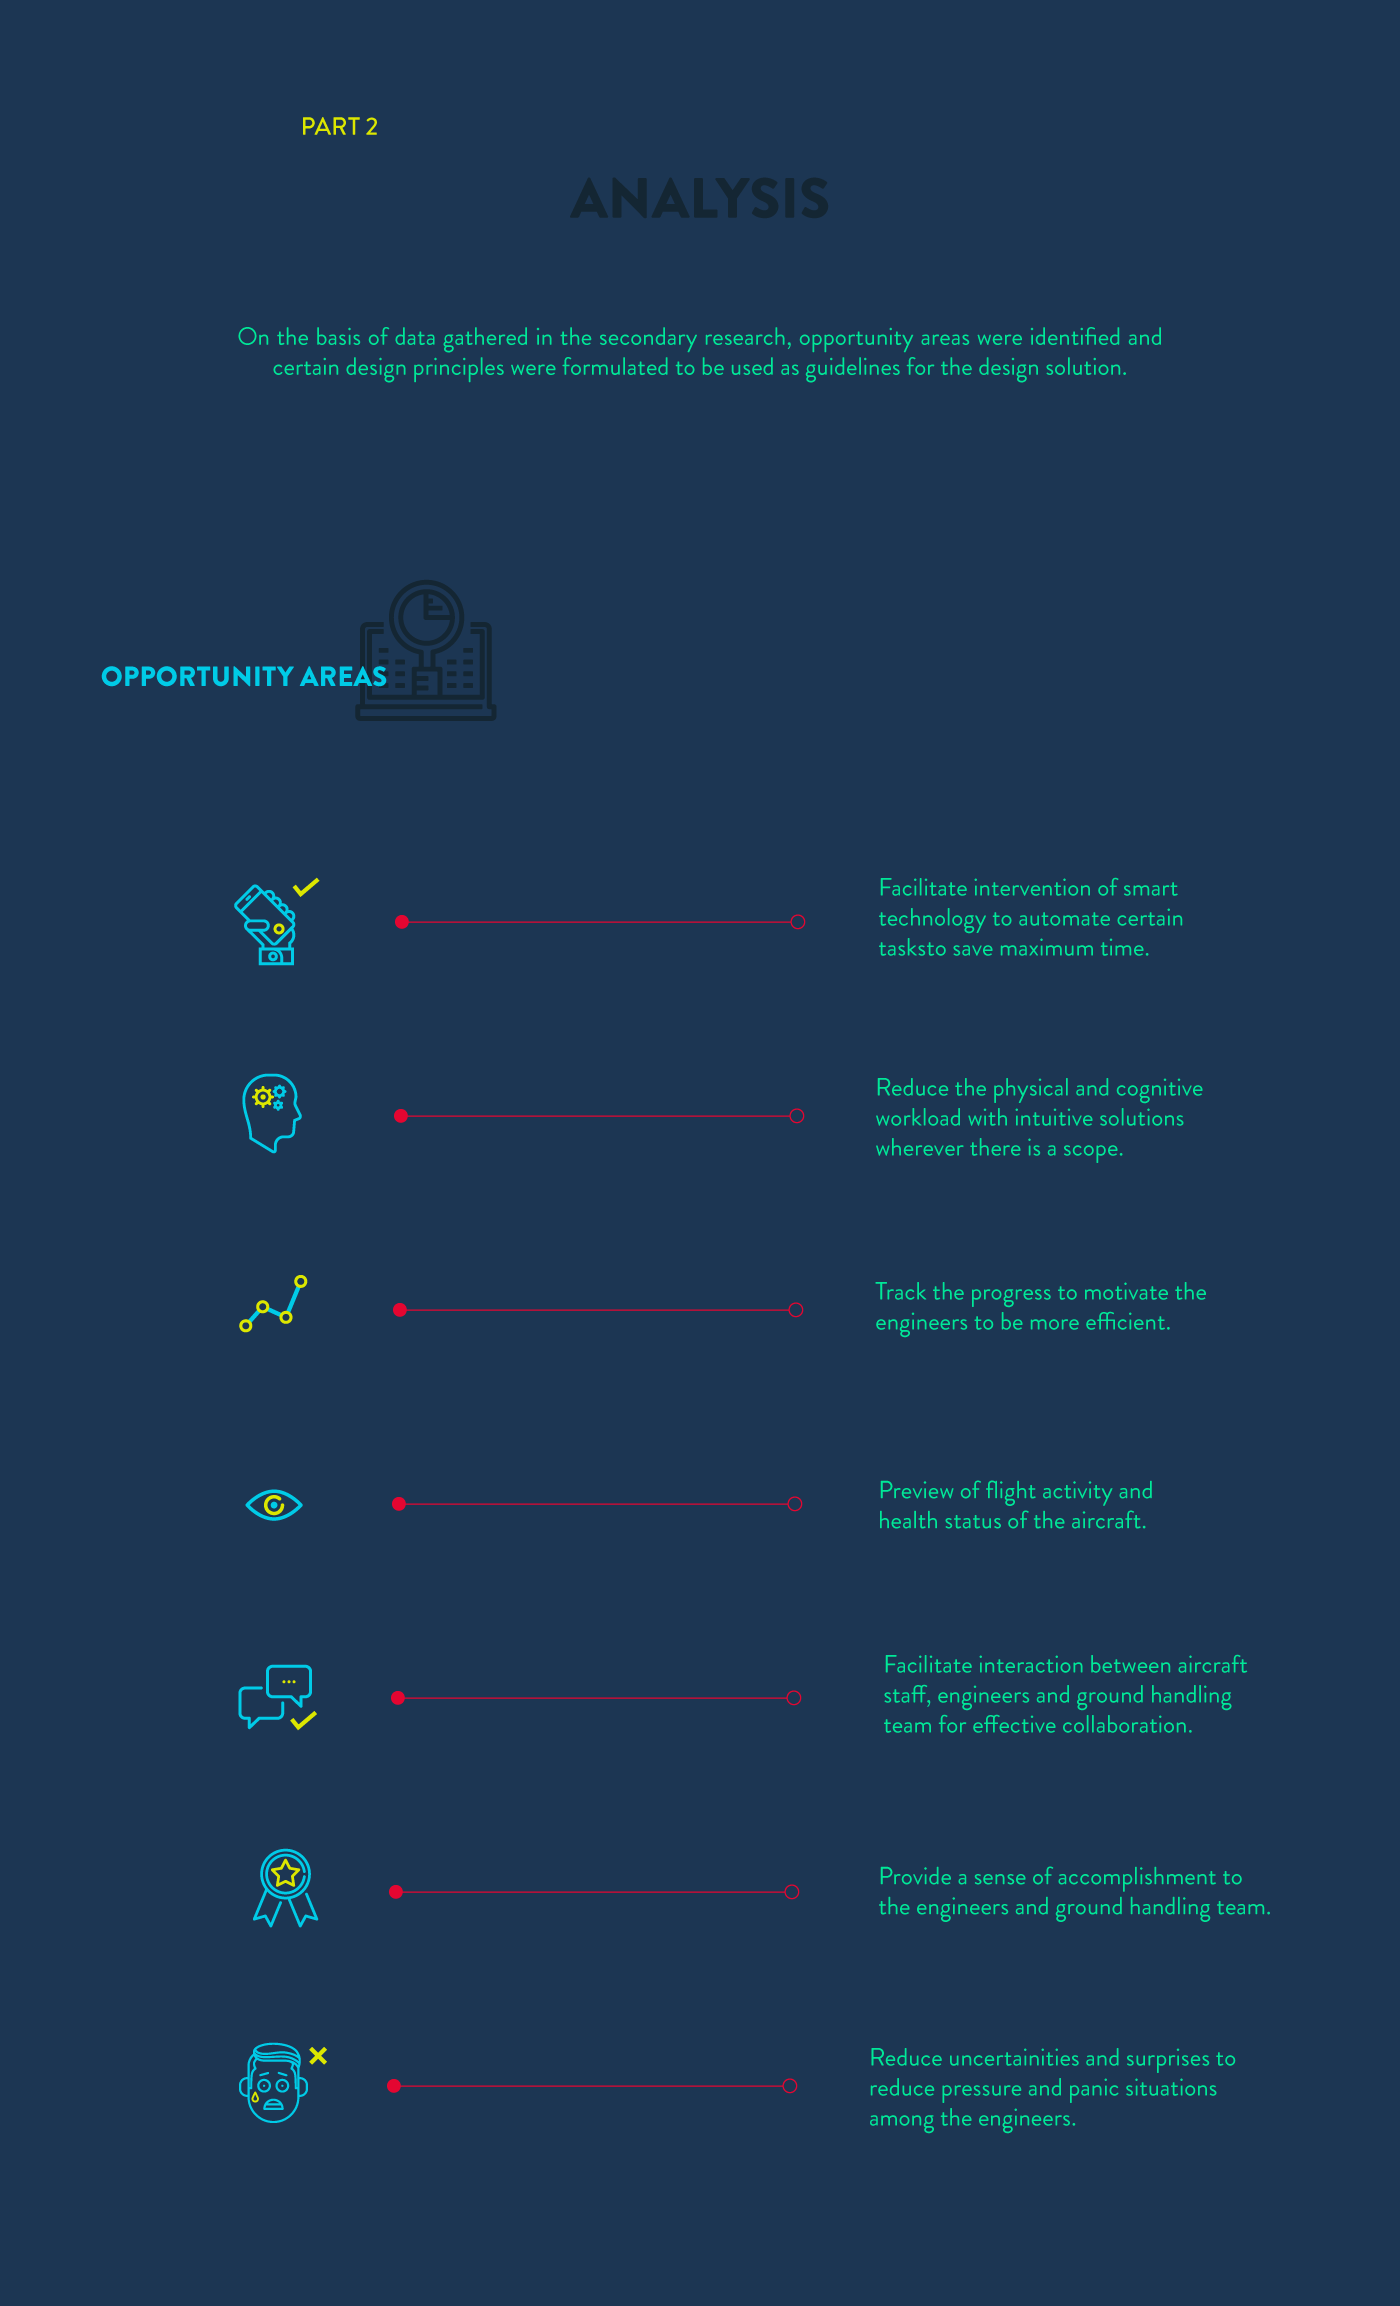 PART 2
ANALYSIS
On the basis of data gathered in the secondary research, opportunity areas were identified and
certain design principles were formulated to be used as guidelines for the design solution.
OPPORTUNITY AREAS
Facilitate intervention of smart
technology to automate certain
tasksto save maximum time.
Reduce the physical and cognitive
workload with intuitive solutions
wherever there is a scope.
Track the progress to motivate the
engineers to be more efficient.
Preview of flight activity and
health status of the aircraft.
Facilitate interaction between aircraft
staff, engineers and ground handling
team for effective collaboration.
Provide a sense of accomplishment to
the engineers and ground handling team.
Reduce uncertainities and surprises to
reduce pressure and panic situations
among the engineers.